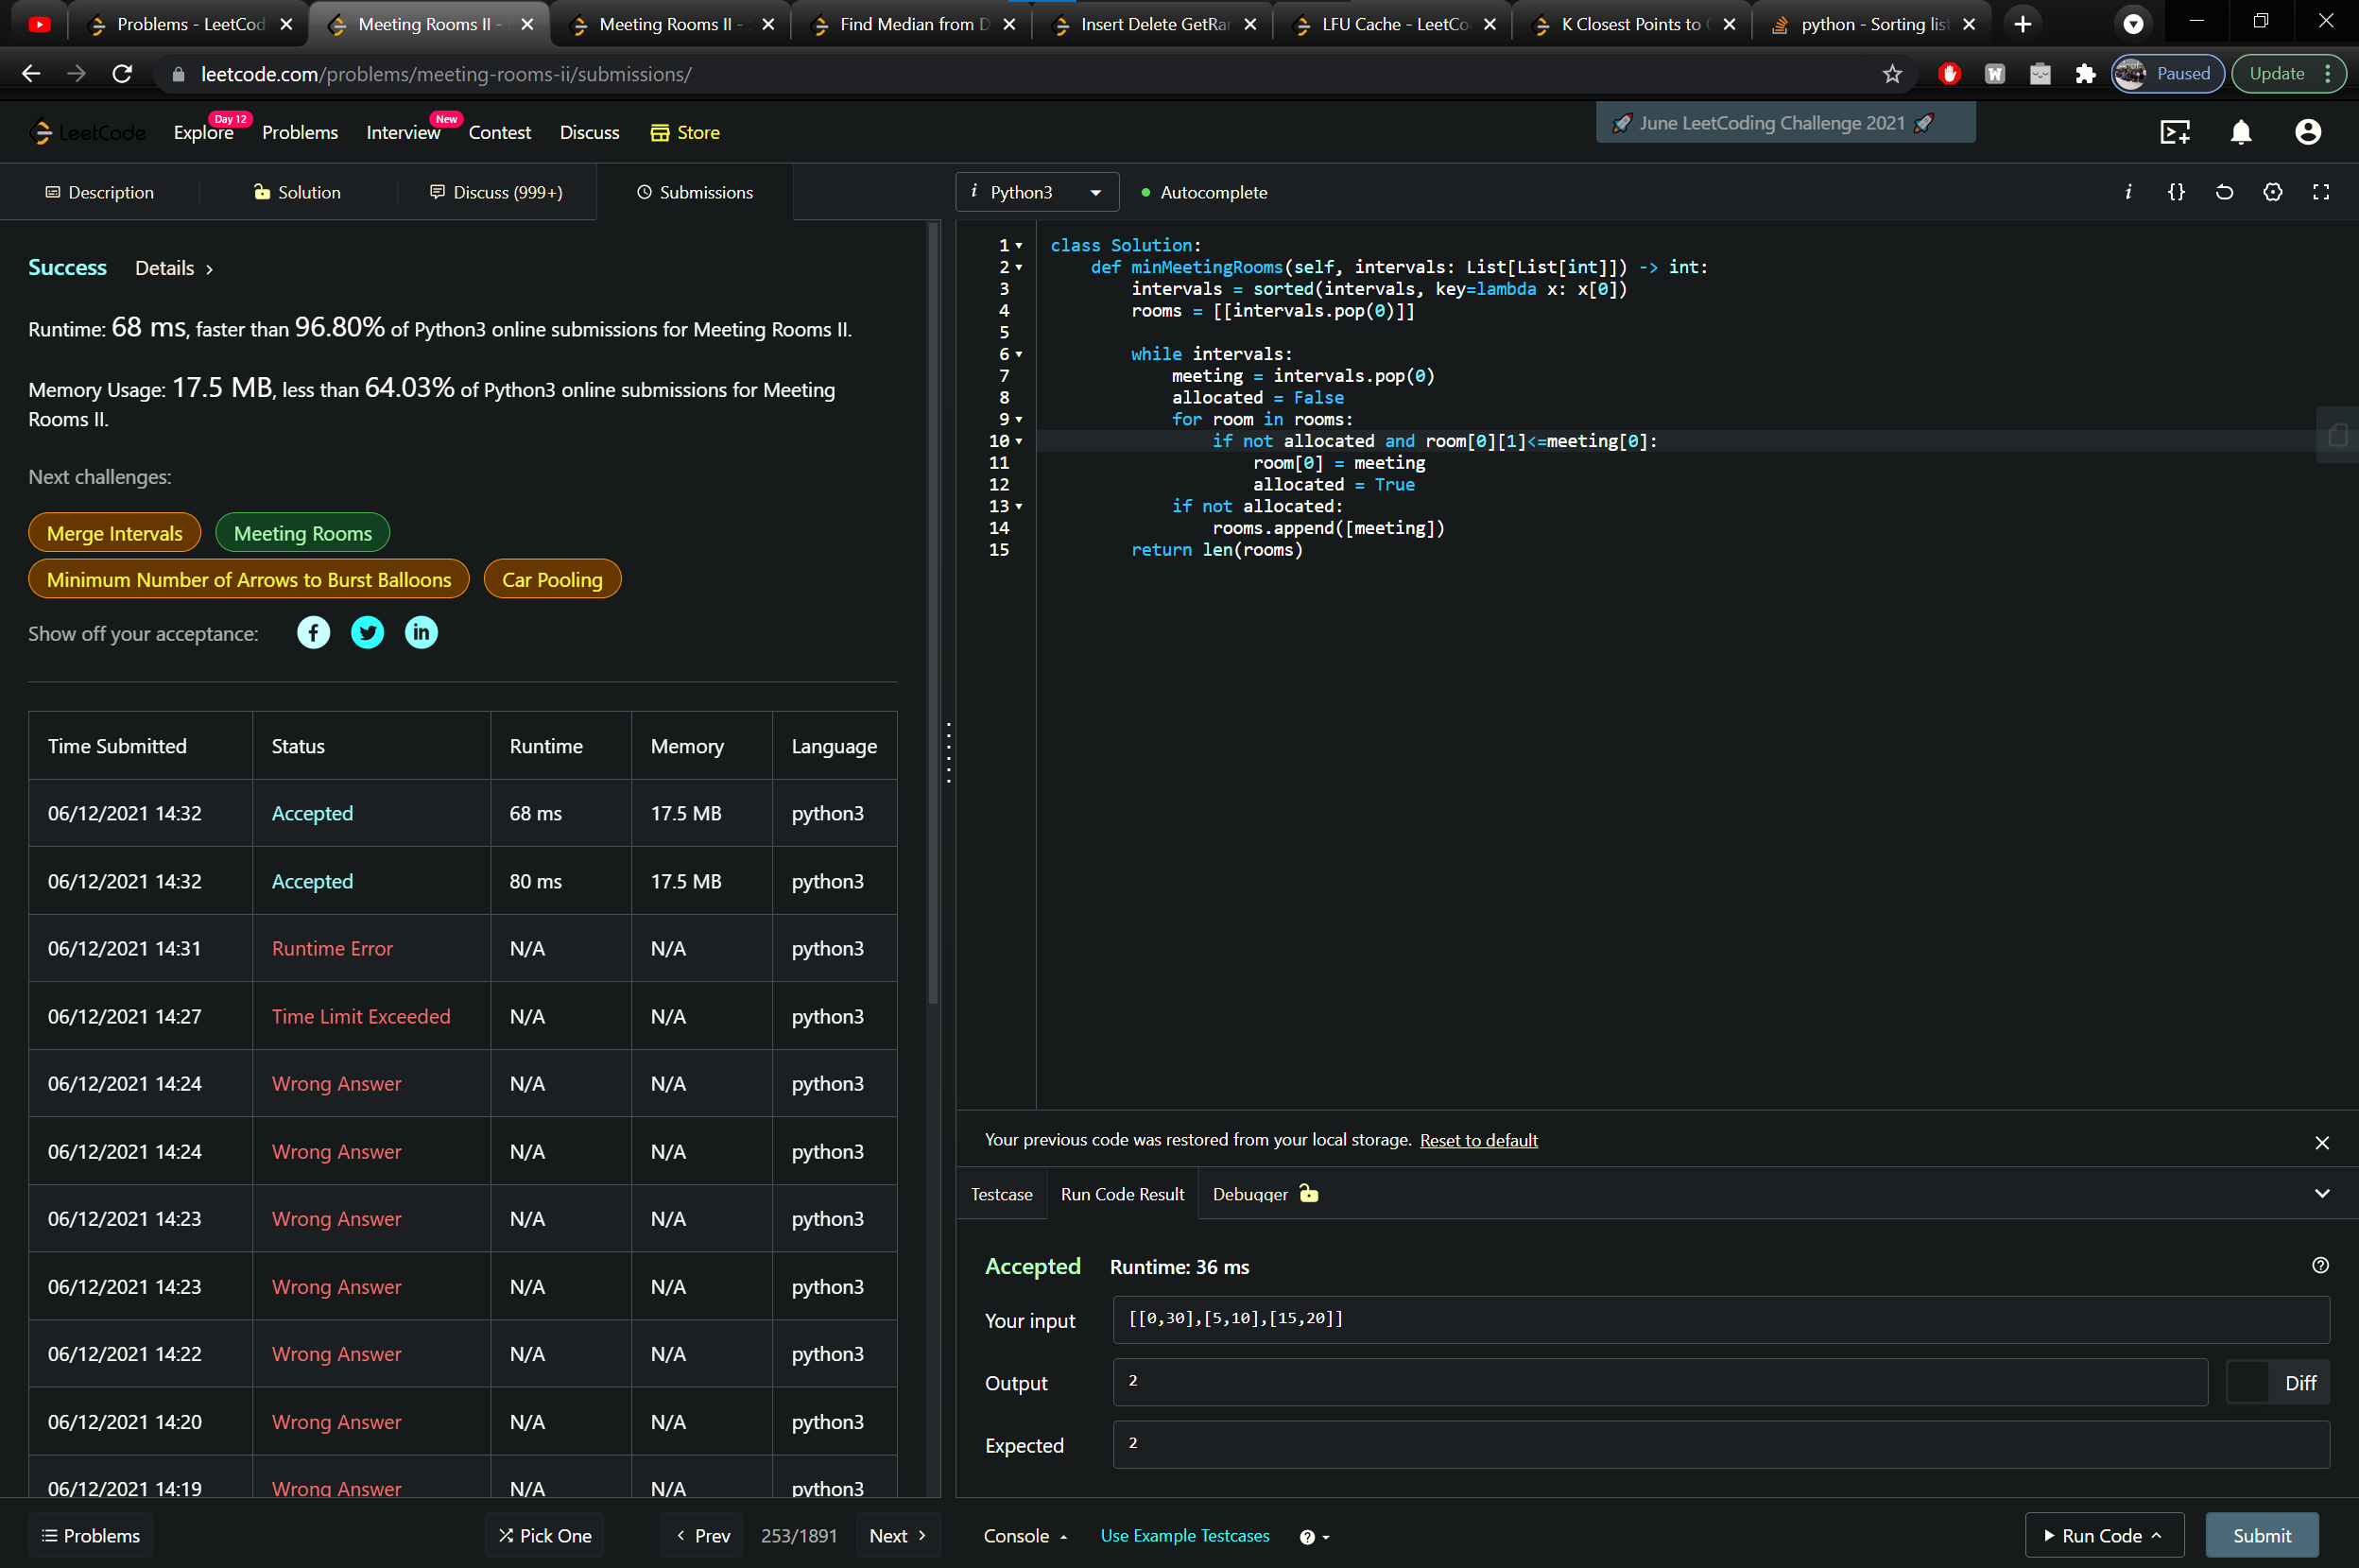 Problems - LeetCod
Meeting Rooms II -
Meeting Rooms II -
Find Median from D
Insert Delete GetRar
LFU Cache - LeetCo
K Closest Points to
python - Sorting list
leetcode.com/problems/meeting-rooms-ii/submissions/
W
Paused
Update
LeetCode
Explore
Day 12
Problems
Interview
New
Contest
Discuss
Store
🚀 June LeetCoding Challenge 2021 🚀
Description
Solution
Discuss (999+)
Submissions
i Python3
Autocomplete
i {}
Success Details >
Runtime: 68 ms, faster than 96.80% of Python3 online submissions for Meeting Rooms II.
Memory Usage: 17.5 MB, less than 64.03% of Python3 online submissions for Meeting
Rooms II.
Next challenges:
Merge Intervals Meeting Rooms
Minimum Number of Arrows to Burst Balloons Car Pooling
Show off your acceptance: f in
Time Submitted Status Runtime Memory Language
06/12/2021 14:32 Accepted 68 ms 17.5 MB python3
06/12/2021 14:32 Accepted 80 ms 17.5 MB python3
06/12/2021 14:31 Runtime Error N/A N/A python3
06/12/2021 14:27 Time Limit Exceeded N/A N/A python3
06/12/2021 14:24 Wrong Answer N/A N/A python3
06/12/2021 14:24 Wrong Answer N/A N/A python3
06/12/2021 14:23 Wrong Answer N/A N/A python3
06/12/2021 14:23 Wrong Answer N/A N/A python3
06/12/2021 14:22 Wrong Answer N/A N/A python3
06/12/2021 14:20 Wrong Answer N/A N/A python3
06/12/2021 14:19 Wrong Answer N/A N/A python3
1 class Solution:
2     def minMeetingRooms(self, intervals: List[List[int]]) -> int:
3         intervals = sorted(intervals, key=lambda x: x[0])
4         rooms = [[intervals.pop(0)]]
5
6         while intervals:
7             meeting = intervals.pop(0)
8             allocated = False
9             for room in rooms:
10                 if not allocated and room[0][1]<=meeting[0]:
11                     room[0] = meeting
12                     allocated = True
13             if not allocated:
14                 rooms.append([meeting])
15         return len(rooms)
Your previous code was restored from your local storage. Reset to default
Testcase Run Code Result Debugger
Accepted Runtime: 36 ms
Your input [[0,30],[5,10],[15,20]]
Output 2 Diff
Expected 2
Problems
Pick One
< Prev 253/1891 Next >
Console
Use Example Testcases
?
Run Code
Submit